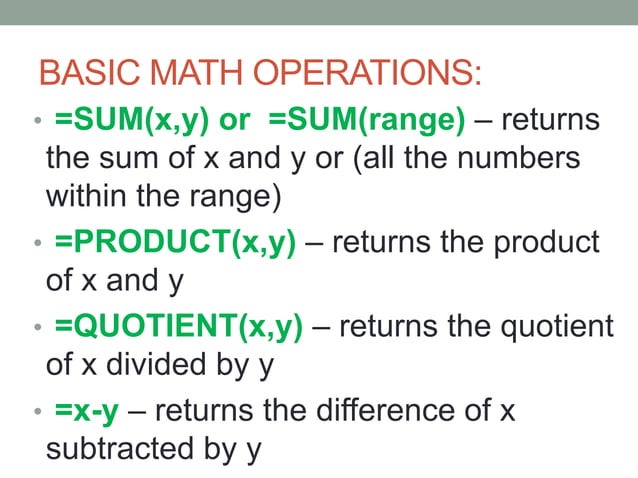 BASIC MATH OPERATIONS:
• =SUM(x,y) or =SUM(range) – returns
the sum of x and y or (all the numbers
within the range)
• =PRODUCT(x,y) – returns the product
of x and y
• =QUOTIENT(x,y) – returns the quotient
of x divided by y
• =x-y – returns the difference of x
subtracted by y